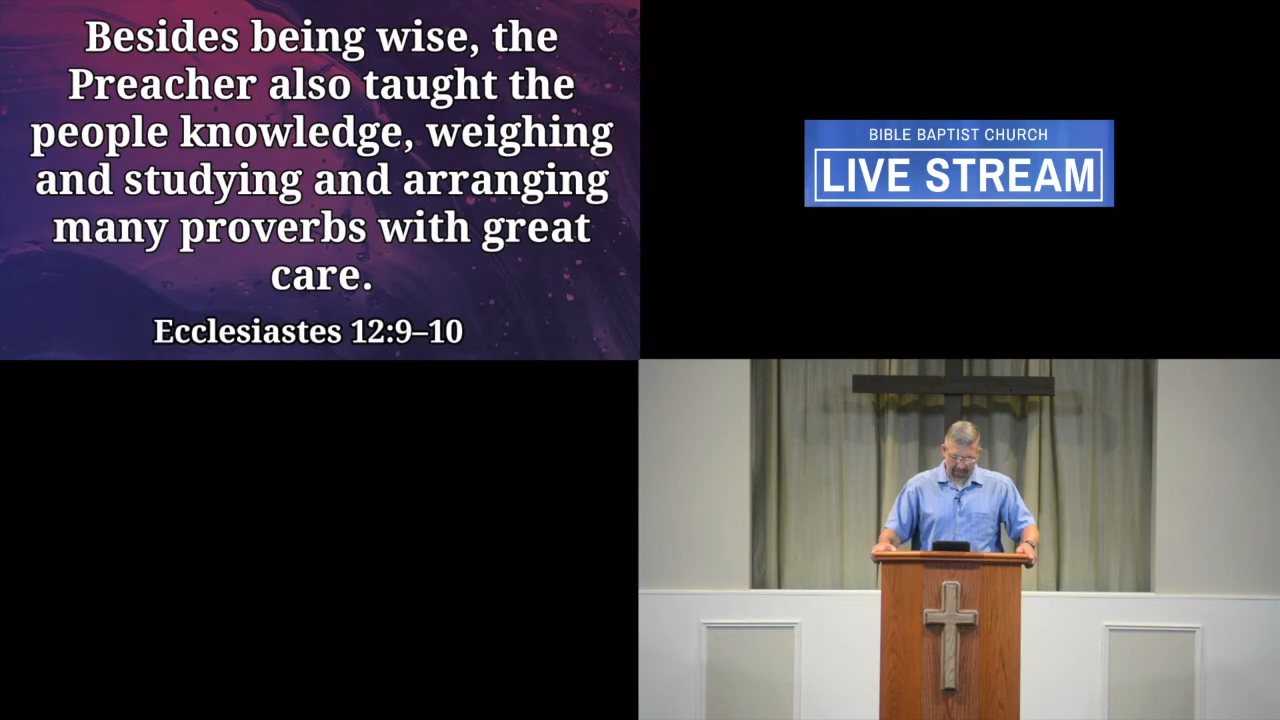 Besides being wise, the
Preacher also taught the
people knowledge, weighing
and studying and arranging
many proverbs with great
care.
Ecclesiastes 12:9–10
BIBLE BAPTIST CHURCH
LIVE STREAM